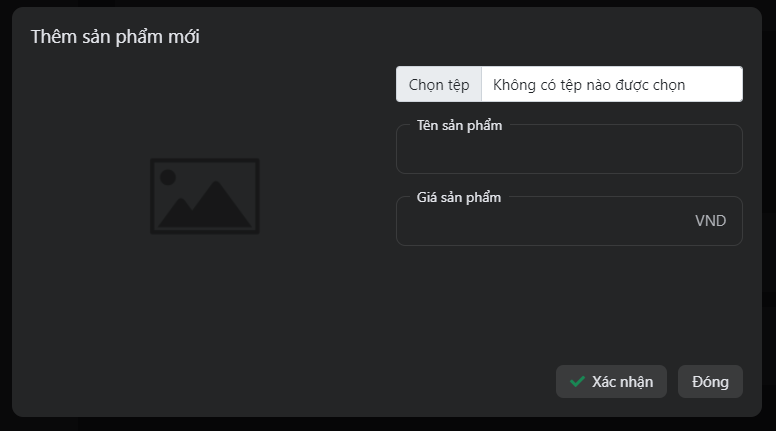 Thêm sản phẩm mới
Chọn tệp Không có tệp nào được chọn
Tên sản phẩm
Giá sản phẩm
VND
Xác nhận Đóng